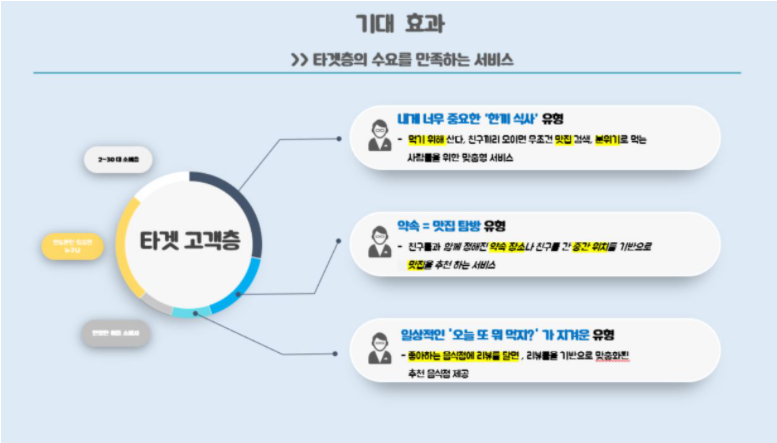 기대 효과
>> 타겟층의 수요를 만족하는 서비스
타겟 고객층
2~30대
내게 너무 중요한 '한끼 식사' 유형
- 먹기 위해 산다, 친구끼리 모이면 무조건 맛집 검색, 분위기로 먹는
사람들을 위한 맞춤형 서비스
약속 = 맛집 탐방 유형
- 친구들과 함께 정해진 약속 장소나 친구들 간 중간 위치를 기반으로
맛집을 추천 하는 서비스
일상적인 '오늘 또 뭐 먹지?' 가 지겨운 유형
- 좋아하는 음식점에 리뷰를 달면 , 리뷰들을 기반으로 맞춤화된
추천 음식점 제공